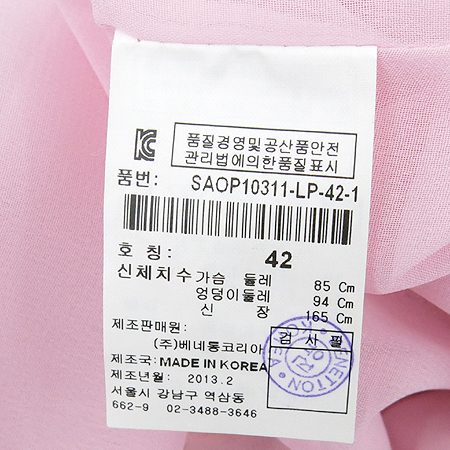 KC
품질경영및공산품안전
관리법에의한품질표시
품번: SAOP10311-LP-42-1
호 칭: 42
신체치수 가슴 둘레 85 Cm
엉덩이둘레 94 Cm
신 장 165 Cm
제조판매원: 검 사 필
(주)베네통코리아
제조국: MADE IN KOREA
제조년월: 2013.2
서울시 강남구 역삼동
662-9 02-3488-3646
BENETTON KOREA